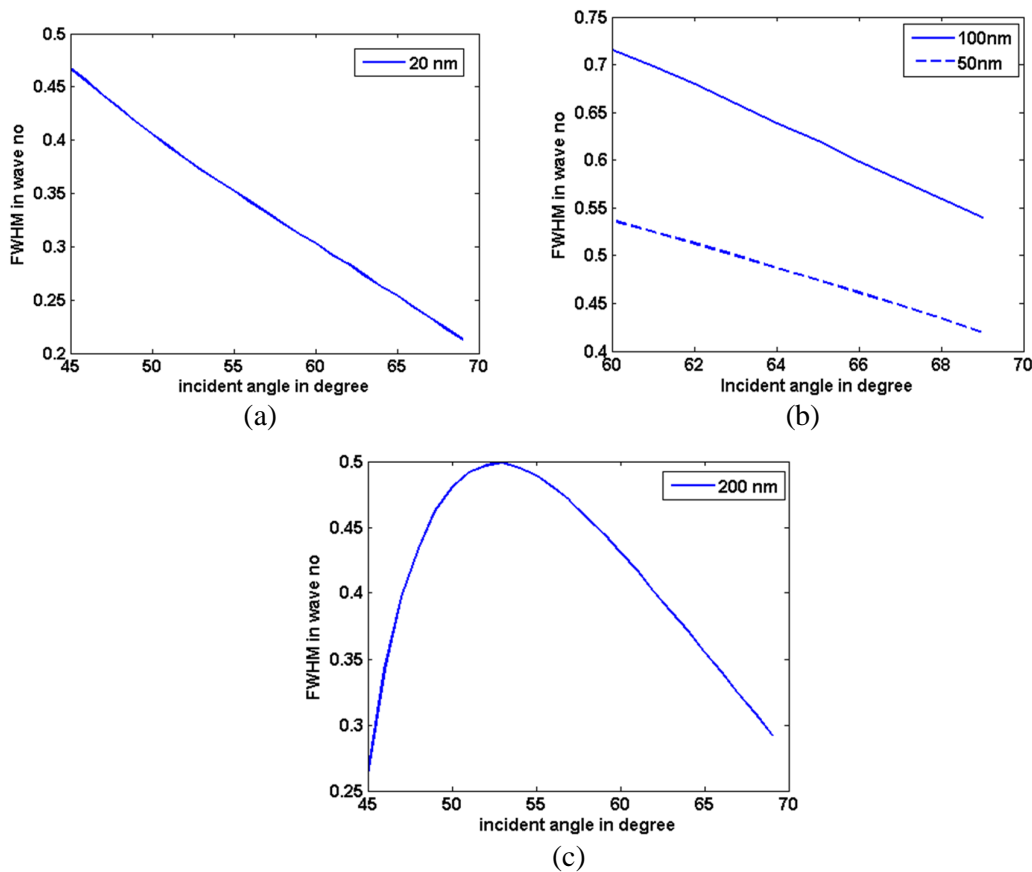 0.5
0.45
0.4
0.35
0.3
0.25
0.2
45 50 55 60 65 70
FWHM in wave no
incident angle in degree
20 nm
(a)
0.75
0.7
0.65
0.6
0.55
0.5
0.45
0.4
60 62 64 66 68 70
FWHM in wave no
Incident angle in degree
100nm
50nm
(b)
0.5
0.45
0.4
0.35
0.3
0.25
45 50 55 60 65 70
FWHM in wave no
incident angle in degree
200 nm
(c)